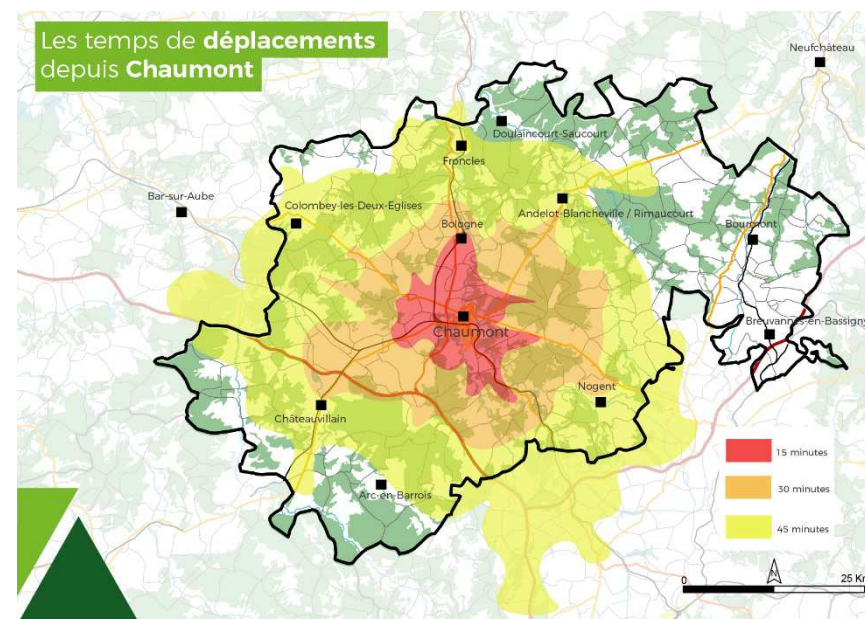 Les temps de déplacements
depuis Chaumont
Neufchâteau
Doulaincourt-Saucourt
Froncles
Bar-sur-Aube
Colombey-les-Deux-Eglises
Andelot-Blancheville / Rimaucourt
Bologne
Bourmont
Chaumont
Breuvannes-en-Bassigny
Nogent
Châteauvillain
Arc-en-Barrois
15 minutes
30 minutes
45 minutes
N
0
25 Km